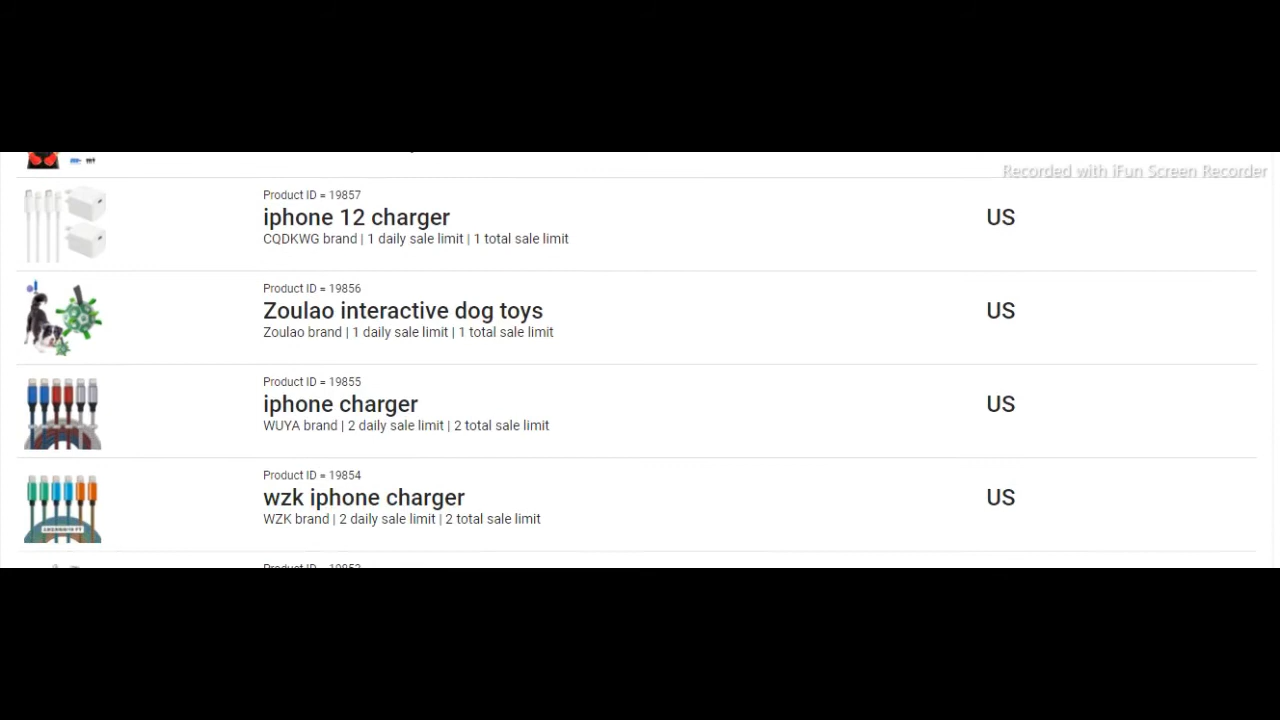 Recorded with iFun Screen Recorder
Product ID = 19857
iphone 12 charger
US
CQDKWG brand | 1 daily sale limit | 1 total sale limit
Product ID = 19856
Zoulao interactive dog toys
US
Zoulao brand | 1 daily sale limit | 1 total sale limit
Product ID = 19855
iphone charger
US
WUYA brand | 2 daily sale limit | 2 total sale limit
Product ID = 19854
wzk iphone charger
US
WZK brand | 2 daily sale limit | 2 total sale limit
Product ID = 19853